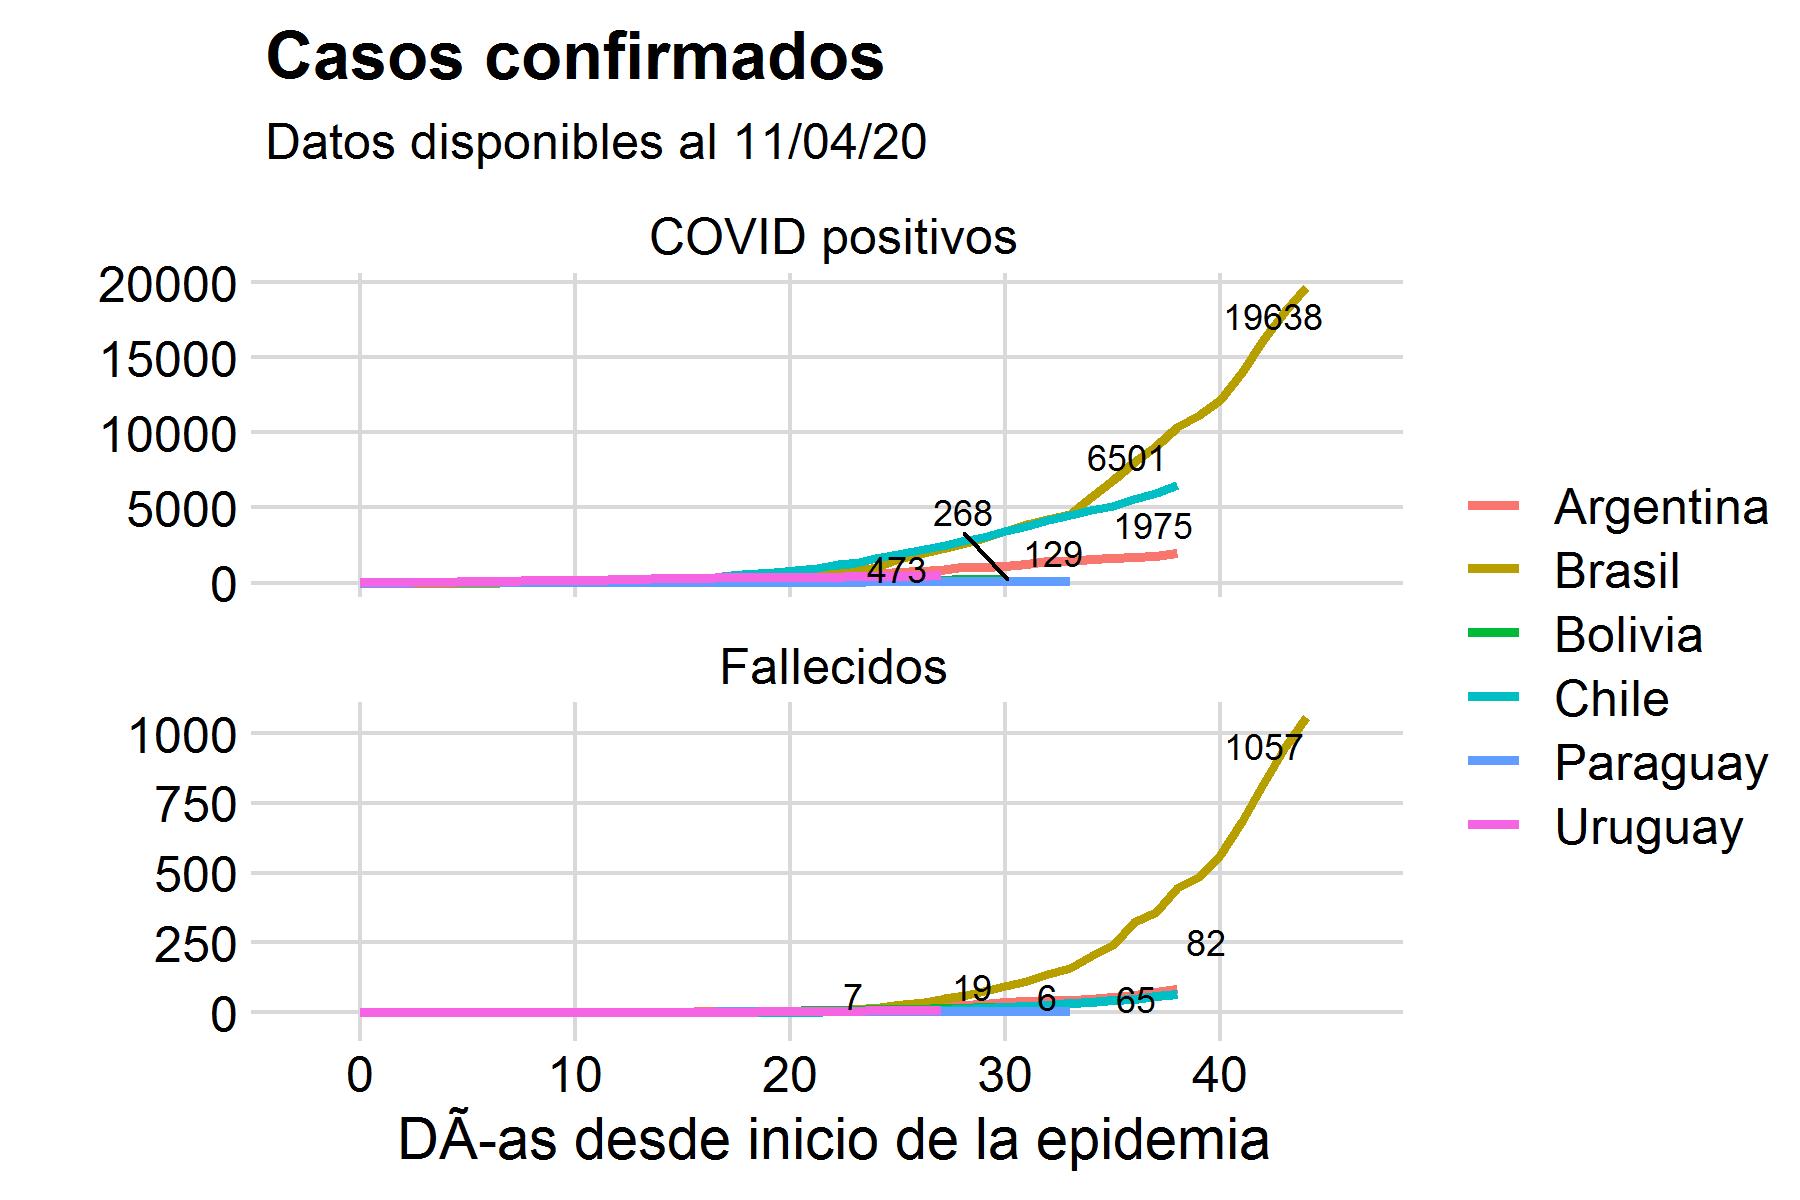 Casos confirmados
Datos disponibles al 11/04/20
COVID positivos
20000
15000
10000
5000
0
19638
6501
268
1975
129
473
Fallecidos
1000
750
500
250
0
1057
82
7
19
6
65
0 10 20 30 40
DÃ-as desde inicio de la epidemia
Argentina
Brasil
Bolivia
Chile
Paraguay
Uruguay